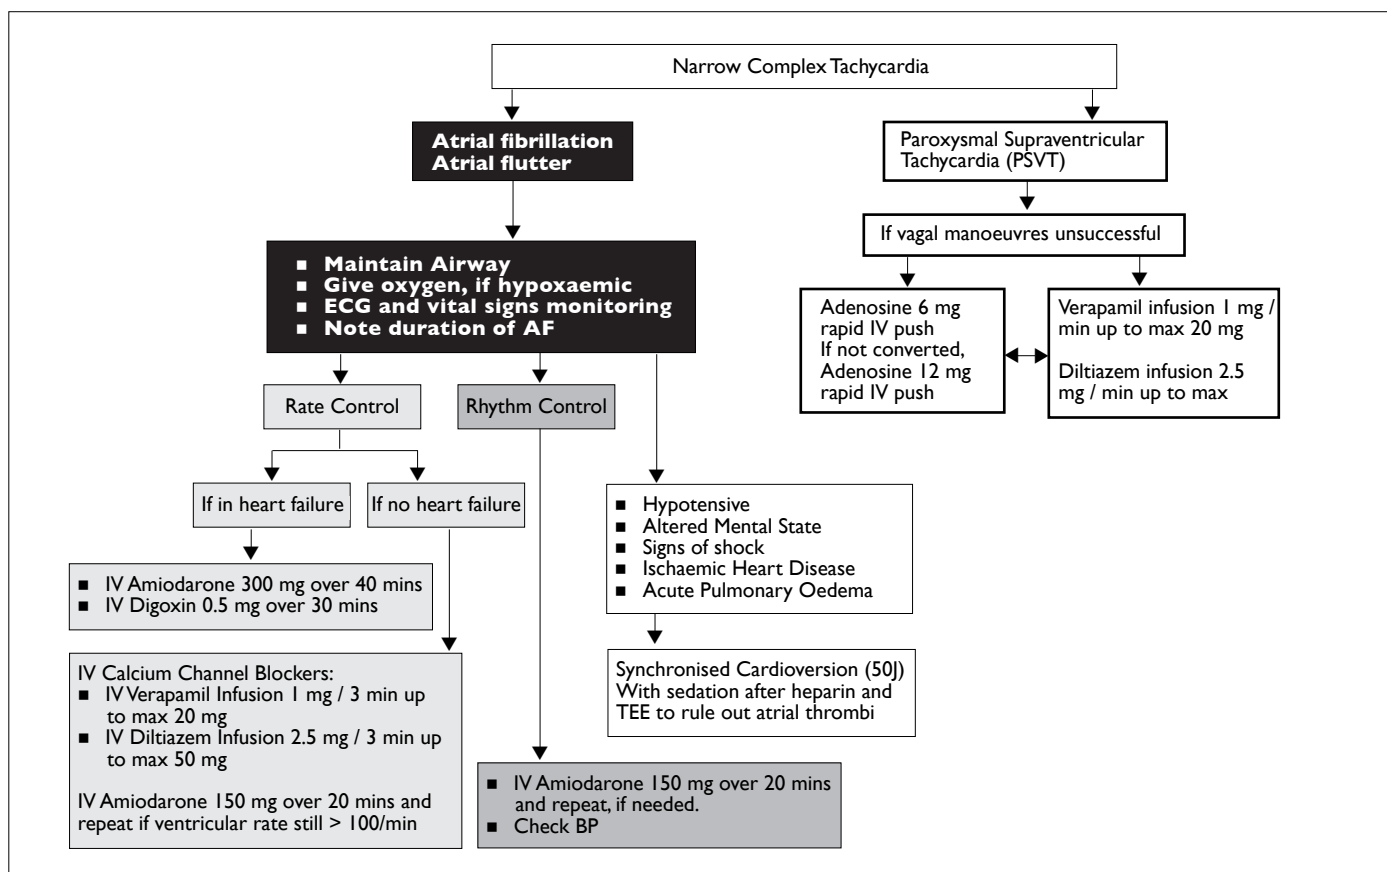 Narrow Complex Tachycardia
Atrial fibrillation
Atrial flutter
Paroxysmal Supraventricular
Tachycardia (PSVT)
■ Maintain Airway
■ Give oxygen, if hypoxaemic
■ ECG and vital signs monitoring
■ Note duration of AF
If vagal manoeuvres unsuccessful
Adenosine 6 mg
rapid IV push
If not converted,
Adenosine 12 mg
rapid IV push
Verapamil infusion 1 mg /
min up to max 20 mg
Diltiazem infusion 2.5
mg / min up to max
Rate Control
Rhythm Control
If in heart failure
If no heart failure
■ Hypotensive
■ Altered Mental State
■ Signs of shock
■ Ischaemic Heart Disease
■ Acute Pulmonary Oedema
■ IV Amiodarone 300 mg over 40 mins
■ IV Digoxin 0.5 mg over 30 mins
IV Calcium Channel Blockers:
■ IV Verapamil Infusion 1 mg / 3 min up
to max 20 mg
■ IV Diltiazem Infusion 2.5 mg / 3 min up
to max 50 mg
IV Amiodarone 150 mg over 20 mins and
repeat if ventricular rate still > 100/min
Synchronised Cardioversion (50J)
With sedation after heparin and
TEE to rule out atrial thrombi
■ IV Amiodarone 150 mg over 20 mins
and repeat, if needed.
■ Check BP